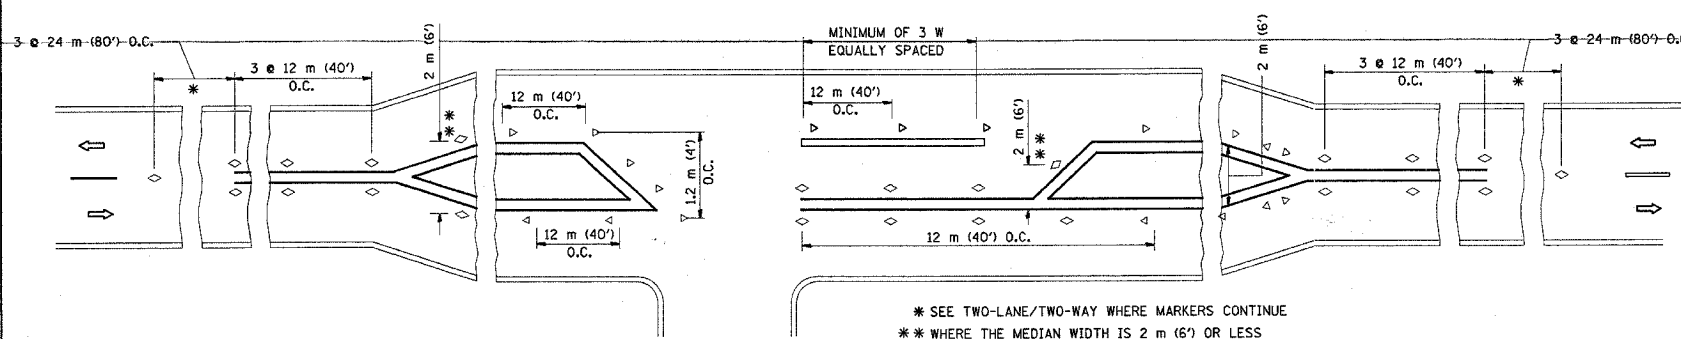 3 @ 24 m (80') O.C.
2 m (6')
MINIMUM OF 3 W
EQUALLY SPACED
2 m (6')
3 @ 24 m (80') O.C
3 @ 12 m (40')
O.C.
*
3 @ 12 m (40')
O.C.
*
12 m (40')
O.C.
**
12 m (40')
O.C.
2 m (6')
**
1.2 m (4')
O.C.
12 m (40')
O.C.
12 m (40') O.C.
* SEE TWO-LANE/TWO-WAY WHERE MARKERS CONTINUE
** WHERE THE MEDIAN WIDTH IS 2 m (6') OR LESS